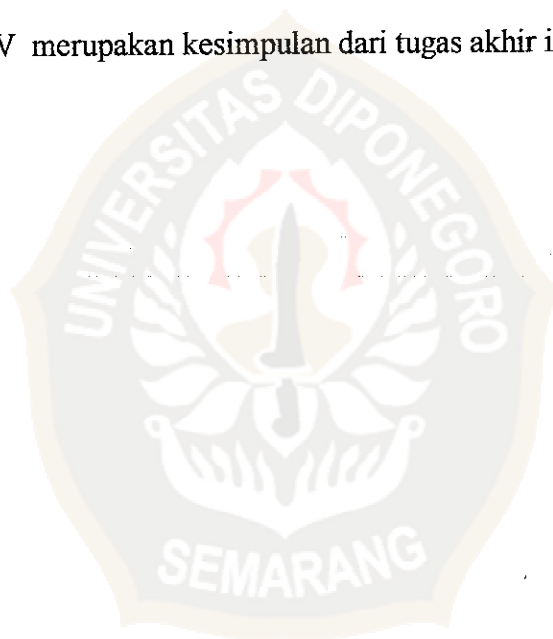 V merupakan kesimpulan dari tugas akhir i
UNIVERSITAS DIPONEGORO
SEMARANG